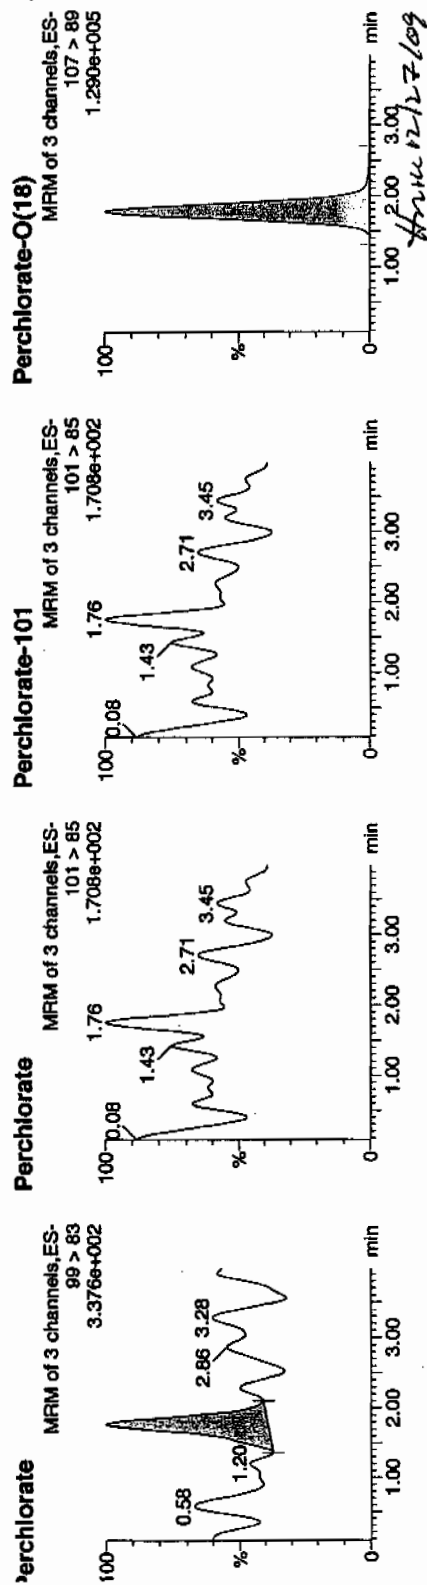 Perchlorate
MRM of 3 channels,ES-
99 > 83
3.376e+002
100
%
0
0.58
1.20
2.86
3.28
1.00
2.00
3.00
min
Perchlorate
MRM of 3 channels,ES-
101 > 85
1.708e+002
100
%
0
0.08
1.43
1.76
2.71
3.45
1.00
2.00
3.00
min
Perchlorate-101
MRM of 3 channels,ES-
101 > 85
1.708e+002
100
%
0
0.08
1.43
1.76
2.71
3.45
1.00
2.00
3.00
min
Perchlorate-O(18)
MRM of 3 channels,ES-
107 > 89
1.290e+005
100
%
0
1.00
2.00
3.00
min
12/27/09